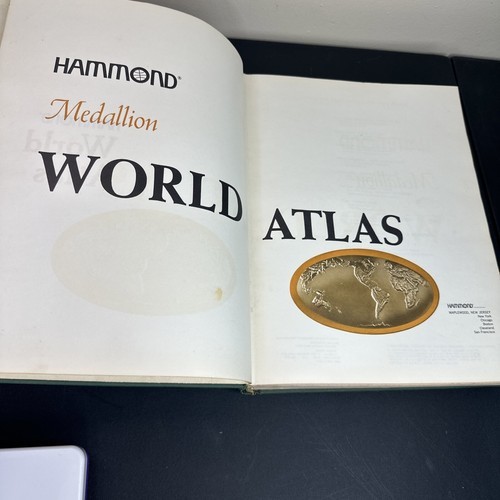 HAMMOND®
Medallion
WORLD ATLAS
HAMMOND
MAPLEWOOD, NEW JERSEY
New York
Chicago
Boston
Cleveland
San Francisco